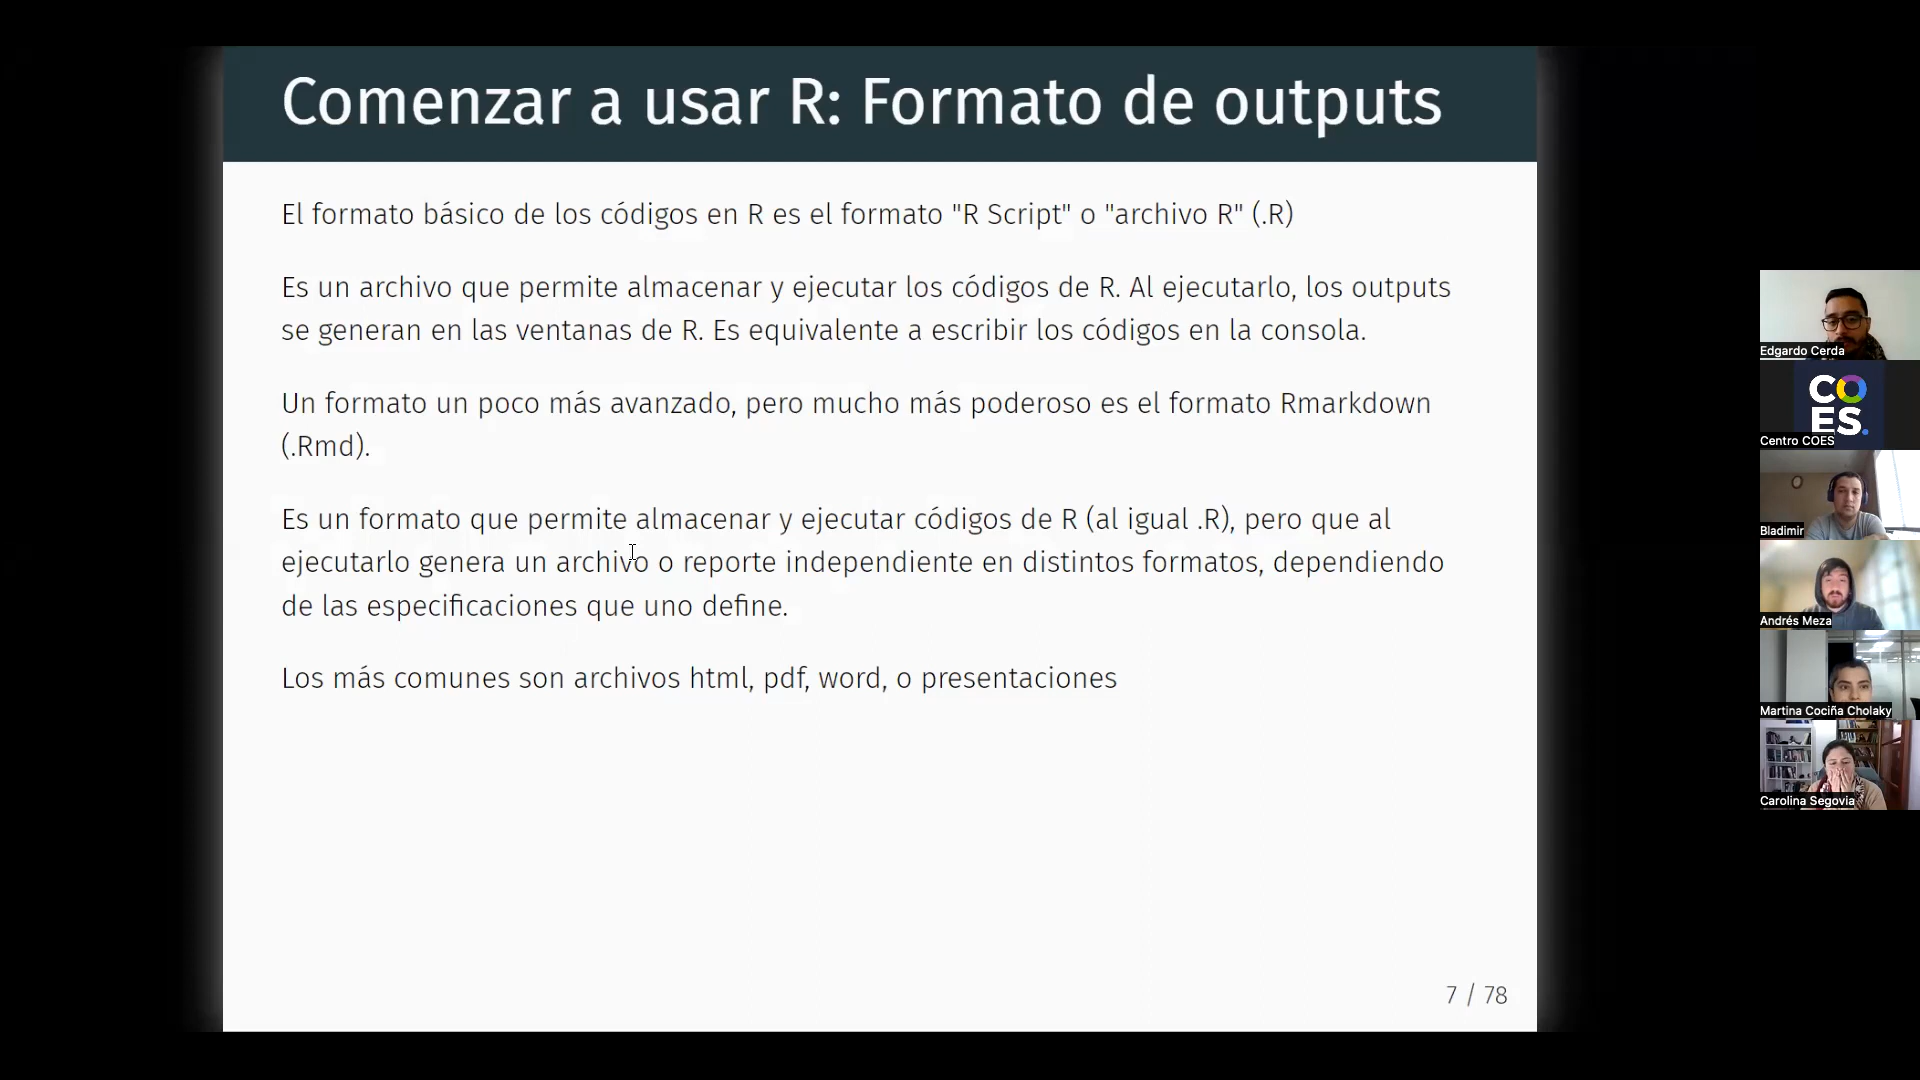 Comenzar a usar R: Formato de outputs
El formato básico de los códigos en R es el formato "R Script" o "archivo R" (.R)
Es un archivo que permite almacenar y ejecutar los códigos de R. Al ejecutarlo, los outputs
se generan en las ventanas de R. Es equivalente a escribir los códigos en la consola.
Un formato un poco más avanzado, pero mucho más poderoso es el formato Rmarkdown
(.Rmd).
Es un formato que permite almacenar y ejecutar códigos de R (al igual .R), pero que al
ejecutarlo genera un archivo o reporte independiente en distintos formatos, dependiendo
de las especificaciones que uno define.
Los más comunes son archivos html, pdf, word, o presentaciones
7 / 78
Edgardo Cerda
CO
ES.
Centro COES
Bladimir
Andrés Meza
Martina Cociña Cholaky
Carolina Segovia